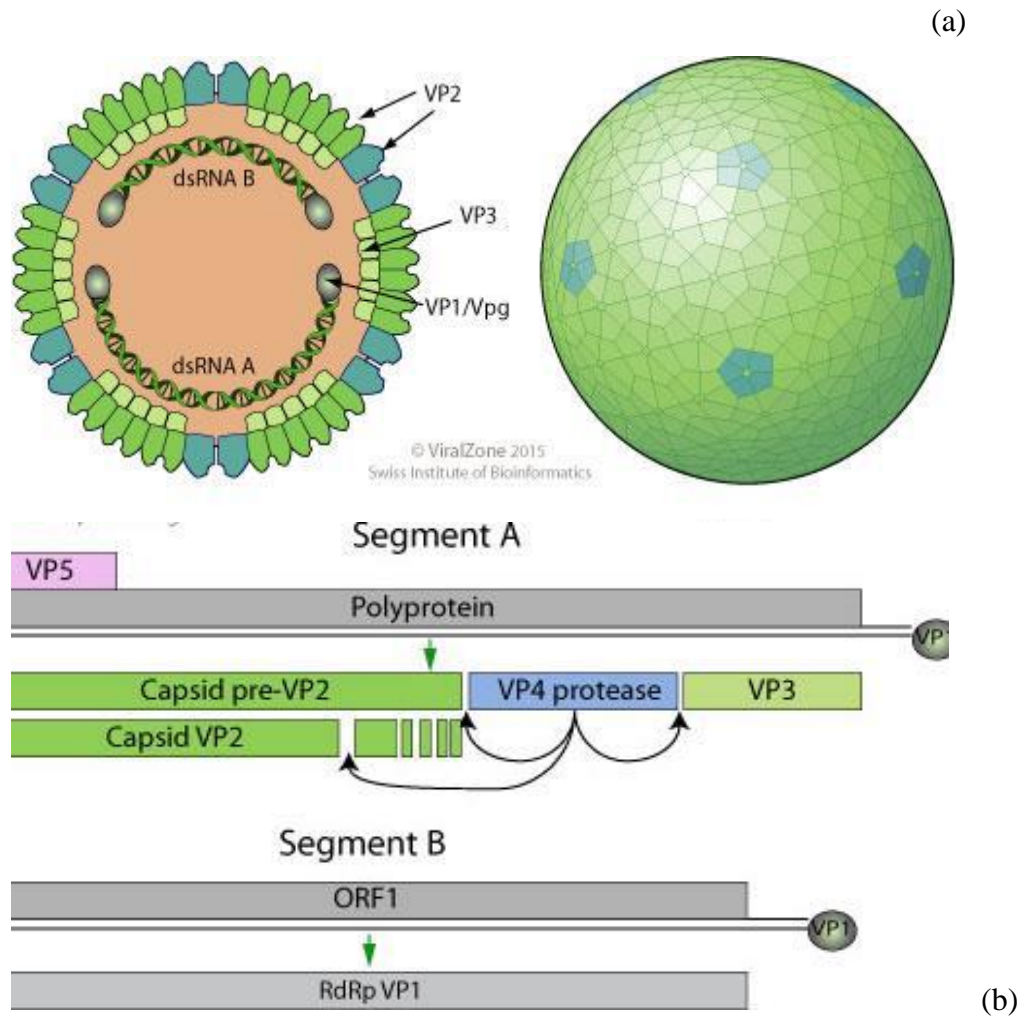 (a)
VP2
dsRNA B
VP3
VP1/Vpg
dsRNA A
© ViralZone 2015
Swiss Institute of Bioinformatics
Segment A
VP5
Polyprotein
VP1
Capsid pre-VP2
VP4 protease
VP3
Capsid VP2
Segment B
ORF1
VP1
RdRp VP1
(b)